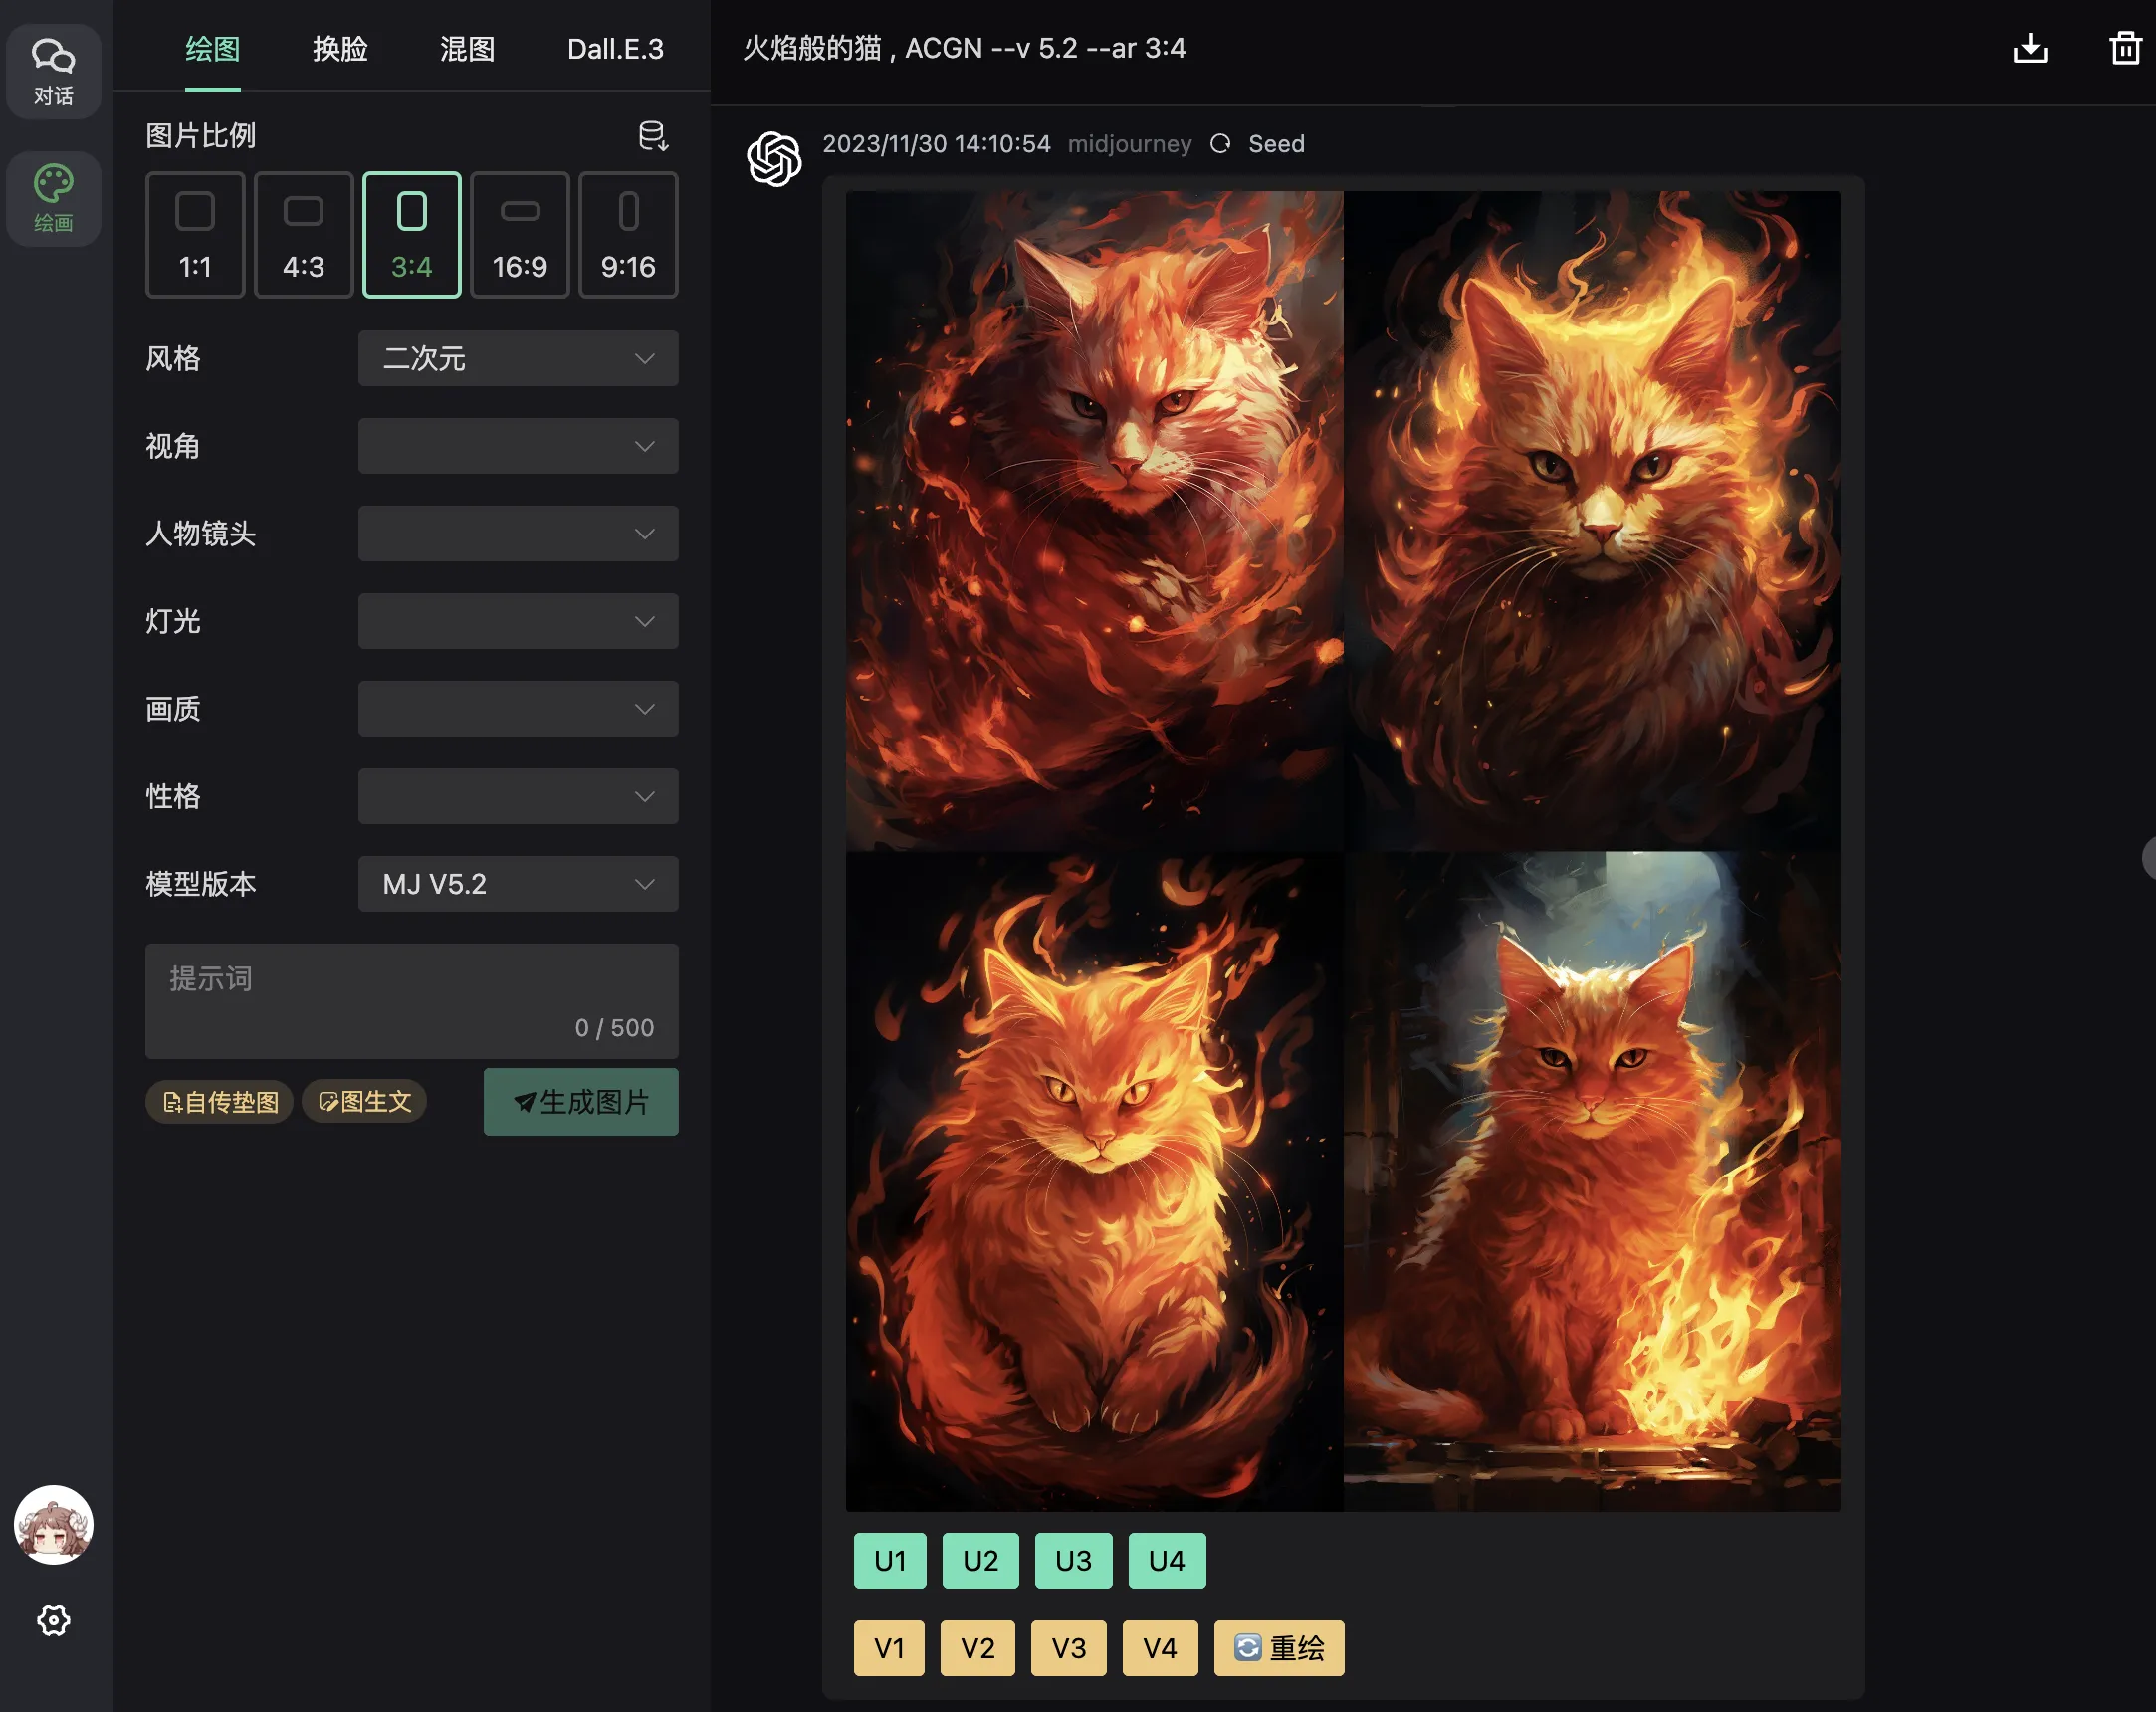 对话
绘画
绘图 换脸 混图 Dall.E.3
图片比例
1:1 4:3 3:4 16:9 9:16
风格 二次元
视角
人物镜头
灯光
画质
性格
模型版本 MJ V5.2
提示词
0 / 500
自传垫图 图生文 生成图片
火焰般的猫 , ACGN --v 5.2 --ar 3:4
2023/11/30 14:10:54 midjourney Seed
U1 U2 U3 U4
V1 V2 V3 V4 重绘